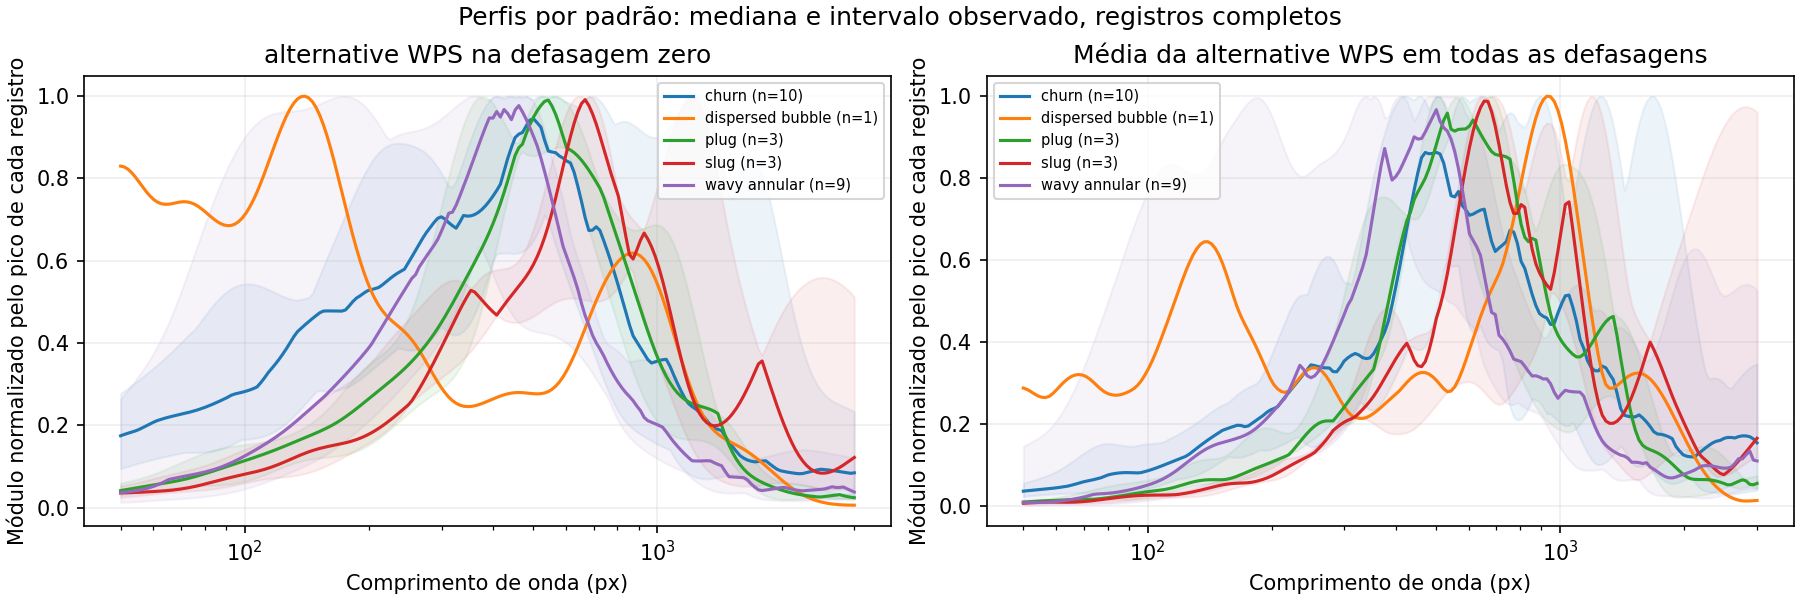 Perfis por padrão: mediana e intervalo observado, registros completos
alternative WPS na defasagem zero
Módulo normalizado pelo pico de cada registro
1.0
0.8
0.6
0.4
0.2
0.0
churn (n=10)
dispersed bubble (n=1)
plug (n=3)
slug (n=3)
wavy annular (n=9)
10²
10³
Comprimento de onda (px)
Média da alternative WPS em todas as defasagens
Módulo normalizado pelo pico de cada registro
1.0
0.8
0.6
0.4
0.2
0.0
churn (n=10)
dispersed bubble (n=1)
plug (n=3)
slug (n=3)
wavy annular (n=9)
10²
10³
Comprimento de onda (px)